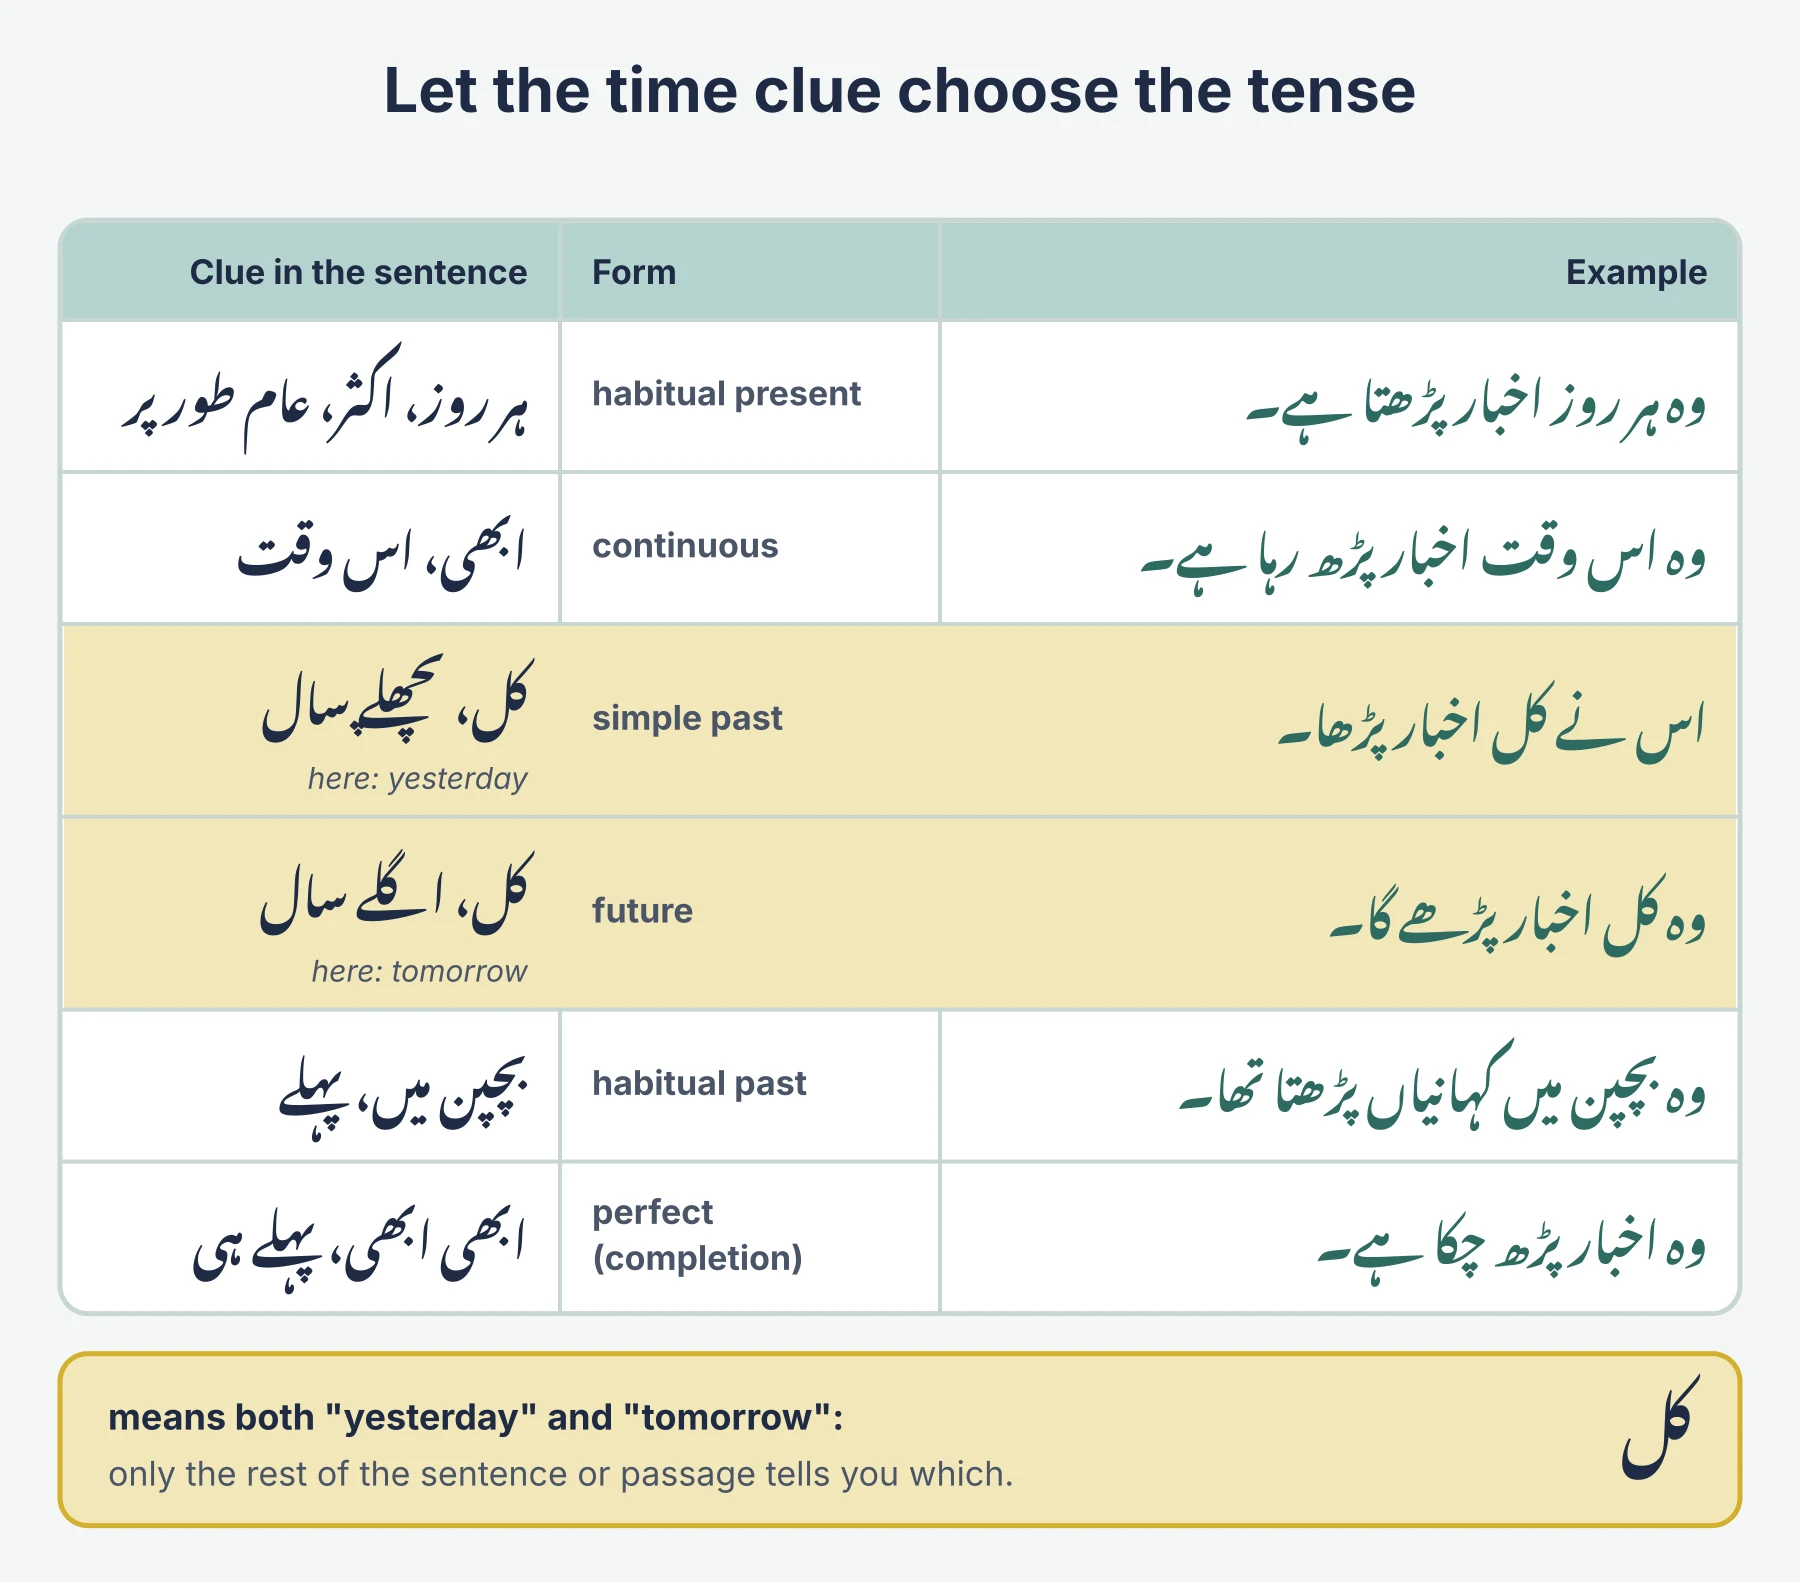 Let the time clue choose the tense
Clue in the sentence
Form
Example
ہر روز، اکثر، عام طور پر
habitual present
وہ ہر روز اخبار پڑھتا ہے۔
ابھی، اس وقت
continuous
وہ اس وقت اخبار پڑھ رہا ہے۔
کل، پچھلے سال
here: yesterday
simple past
اس نے کل اخبار پڑھا۔
کل، اگلے سال
here: tomorrow
future
وہ کل اخبار پڑھے گا۔
بچپن میں، پہلے
habitual past
وہ بچپن میں کہانیاں پڑھتا تھا۔
ابھی ابھی، پہلے ہی
perfect
(completion)
وہ اخبار پڑھ چکا ہے۔
means both "yesterday" and "tomorrow":
only the rest of the sentence or passage tells you which.
کل